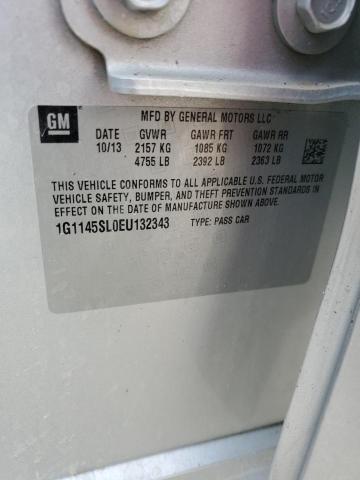 GM
MFD BY GENERAL MOTORS LLC
DATE GVWR GAWR FRT GAWR RR
10/13 2157 KG 1085 KG 1072 KG
4755 LB 2392 LB 2363 LB
THIS VEHICLE CONFORMS TO ALL APPLICABLE U.S. FEDERAL MOTOR
VEHICLE SAFETY, BUMPER, AND THEFT PREVENTION STANDARDS IN
EFFECT ON THE DATE OF MANUFACTURE SHOWN ABOVE.
1G1145SL0EU132343 TYPE: PASS CAR